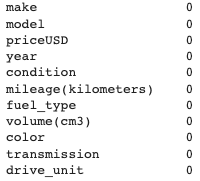 make 0
model 0
priceUSD 0
year 0
condition 0
mileage(kilometers) 0
fuel_type 0
volume(cm3) 0
color 0
transmission 0
drive_unit 0